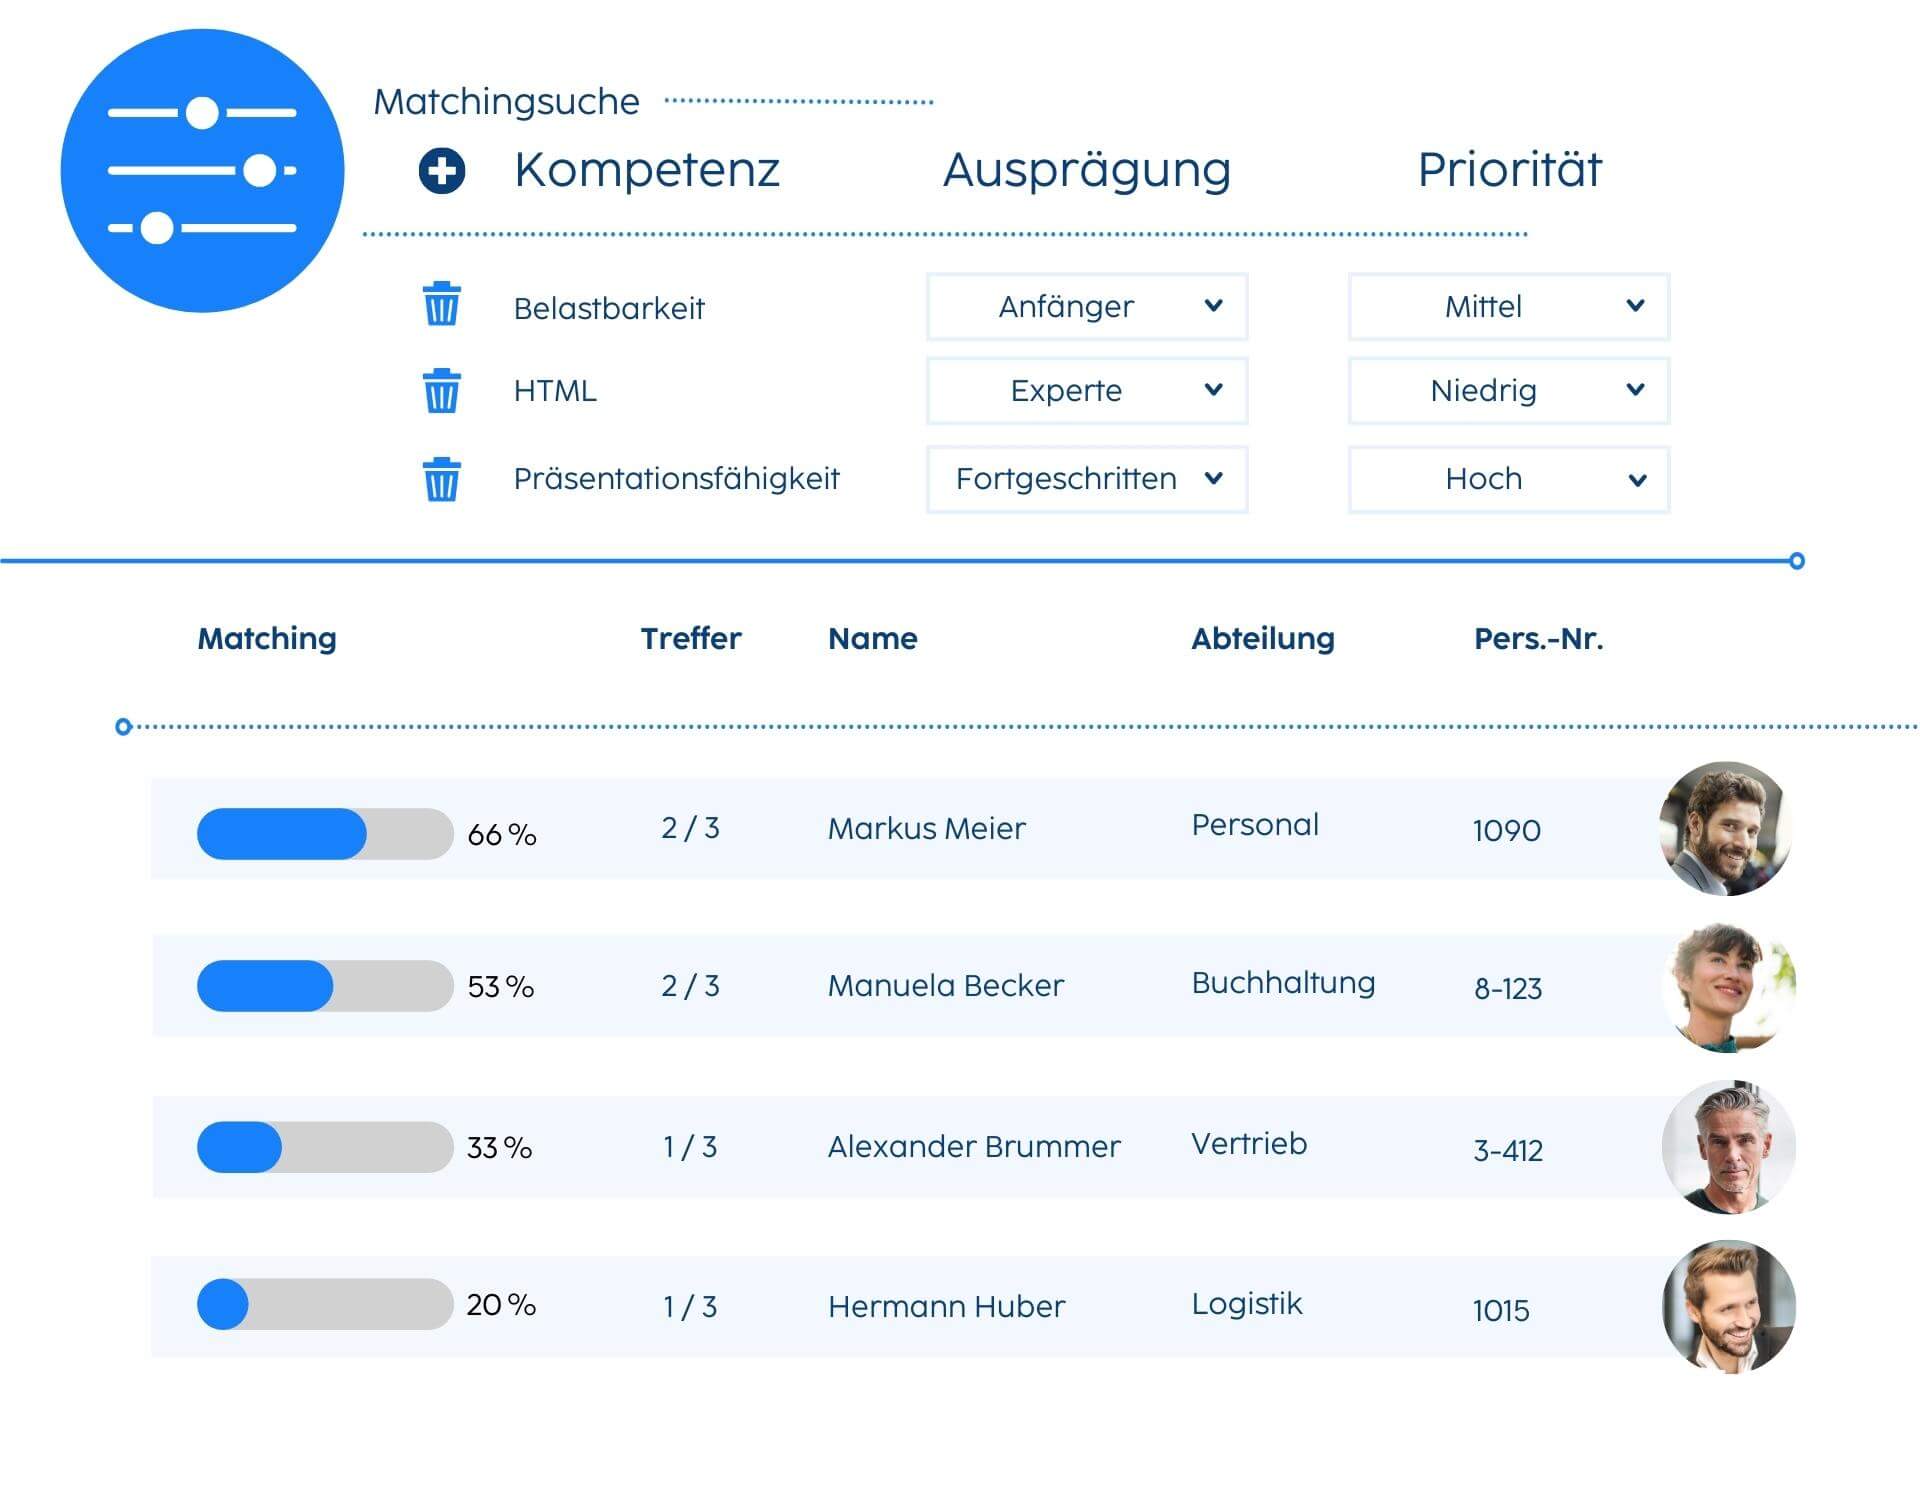 Matchingsuche
Kompetenz Ausprägung Priorität
Belastbarkeit Anfänger Mittel
HTML Experte Niedrig
Präsentationsfähigkeit Fortgeschritten Hoch
Matching Treffer Name Abteilung Pers.-Nr.
66 % 2 / 3 Markus Meier Personal 1090
53 % 2 / 3 Manuela Becker Buchhaltung 8-123
33 % 1 / 3 Alexander Brummer Vertrieb 3-412
20 % 1 / 3 Hermann Huber Logistik 1015